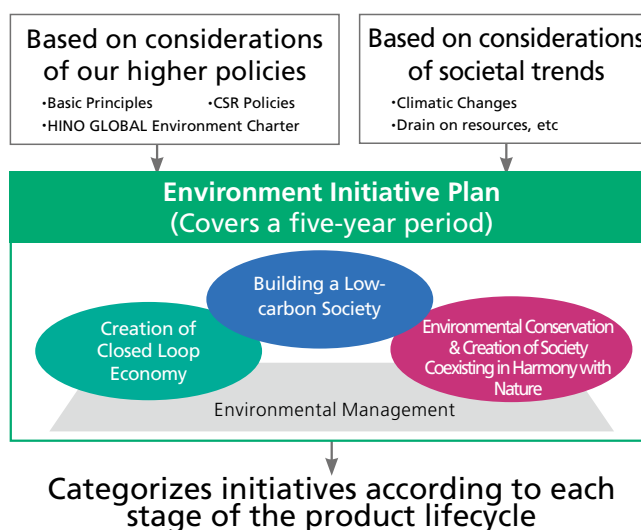 Based on considerations
of our higher policies
・Basic Principles ・CSR Policies
・HINO GLOBAL Environment Charter
Based on considerations
of societal trends
・Climatic Changes
・Drain on resources, etc
Environment Initiative Plan
(Covers a five-year period)
Building a Low-
carbon Society
Creation of
Closed Loop
Economy
Environmental Conservation
& Creation of Society
Coexisting in Harmony with
Nature
Environmental Management
Categorizes initiatives according to each
stage of the product lifecycle